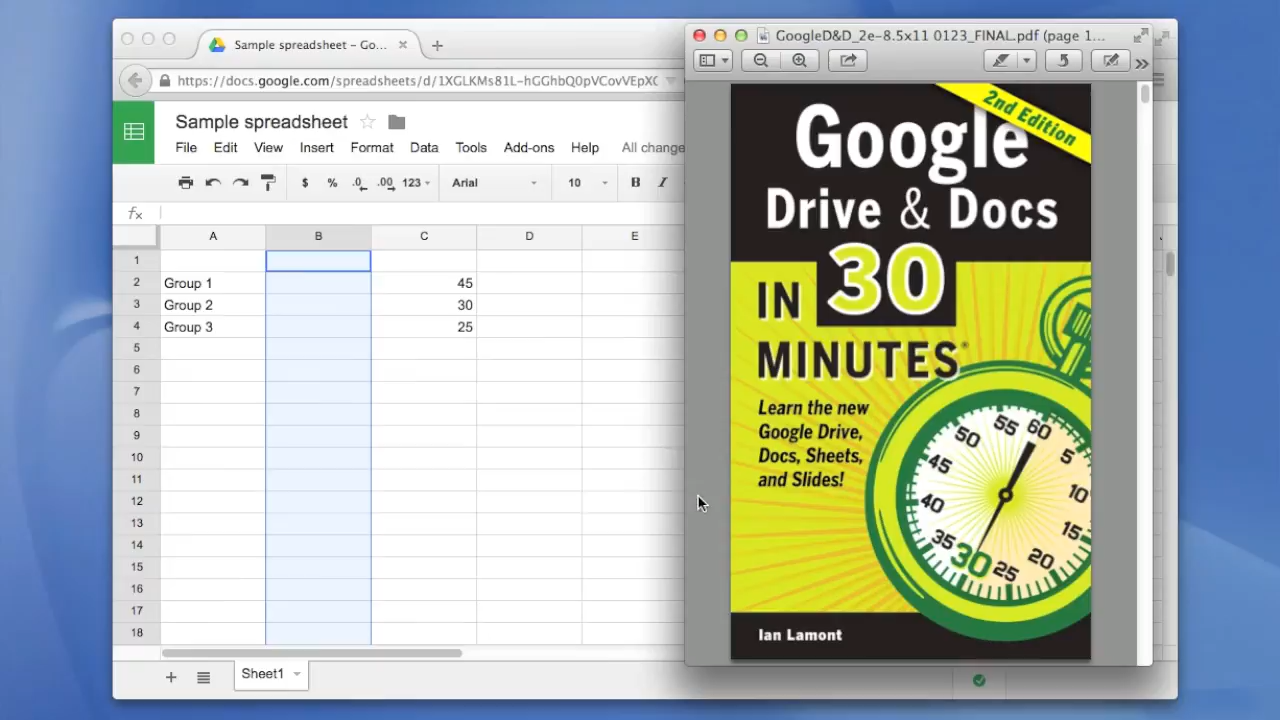 Sample spreadsheet – Go...
https://docs.google.com/spreadsheets/d/1XGLKMs81L-hGGhbQ0pVCovVEpXC
Sample spreadsheet
File Edit View Insert Format Data Tools Add-ons Help All change
$ % .0 .00 123 Arial 10 B I
fx
A B C D E
1
2 Group 1 45
3 Group 2 30
4 Group 3 25
5
6
7
8
9
10
11
12
13
14
15
16
17
18
Sheet1
GoogleD&D_2e-8.5x11 0123_FINAL.pdf (page 1...
2nd Edition
Google
Drive & Docs
IN 30
MINUTES®
Learn the new
Google Drive,
Docs, Sheets,
and Slides!
60
5
10
15
20
25
30
35
40
45
50
55
Ian Lamont